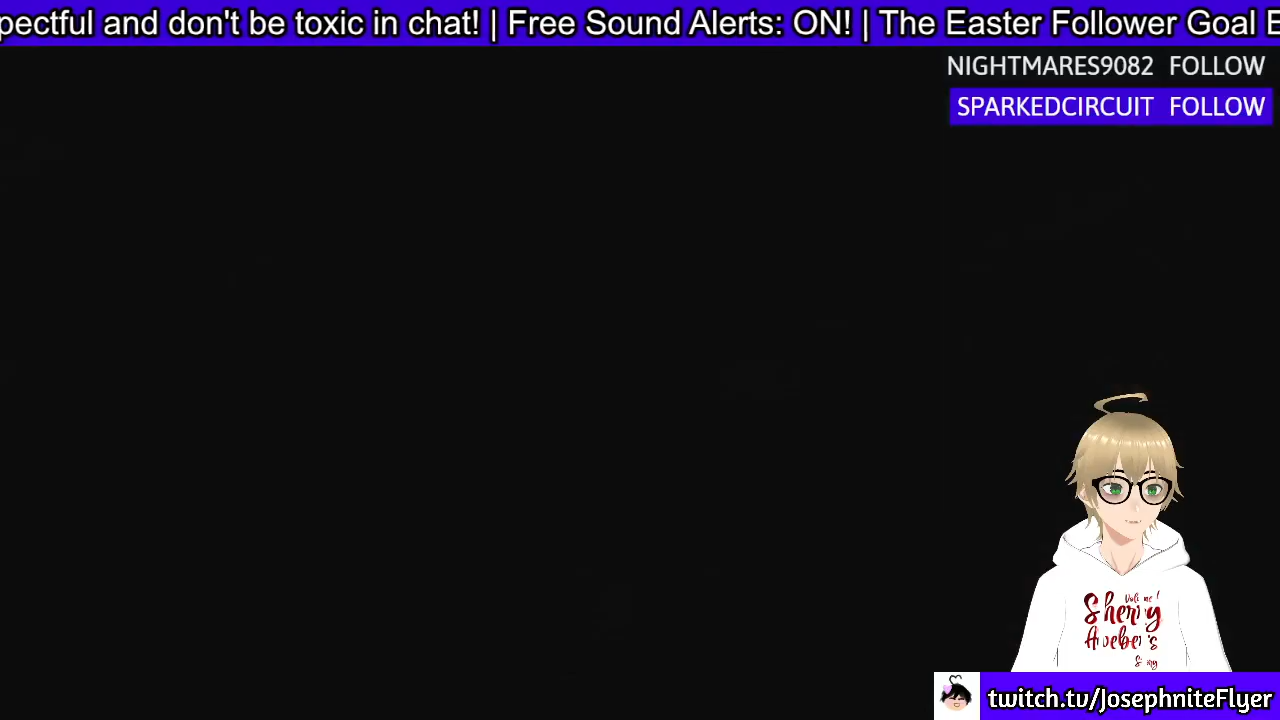 pectful and don't be toxic in chat! | Free Sound Alerts: ON! | The Easter Follower Goal E
NIGHTMARES9082 FOLLOW
SPARKEDCIRCUIT FOLLOW
Sherry
twitch.tv/JosephniteFlyer